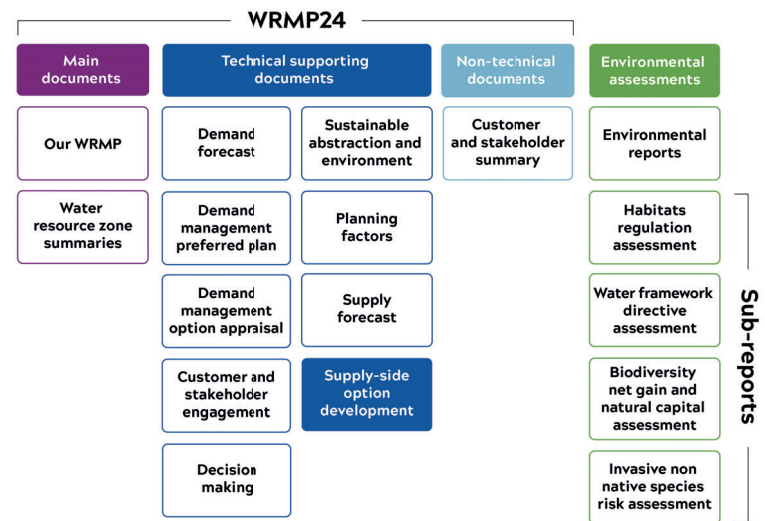 WRMP24
Main
documents
Technical supporting
documents
Non-technical
documents
Environmental
assessments
Our WRMP
Water
resource zone
summaries
Demand
forecast
Demand
management
preferred plan
Demand
management
option appraisal
Customer and
stakeholder
engagement
Decision
making
Sustainable
abstraction and
environment
Planning
factors
Supply
forecast
Supply-side
option
development
Customer
and stakeholder
summary
Environmental
reports
Habitats
regulation
assessment
Water framework
directive
assessment
Biodiversity
net gain and
natural capital
assessment
Invasive non
native species
risk assessment
Sub-reports